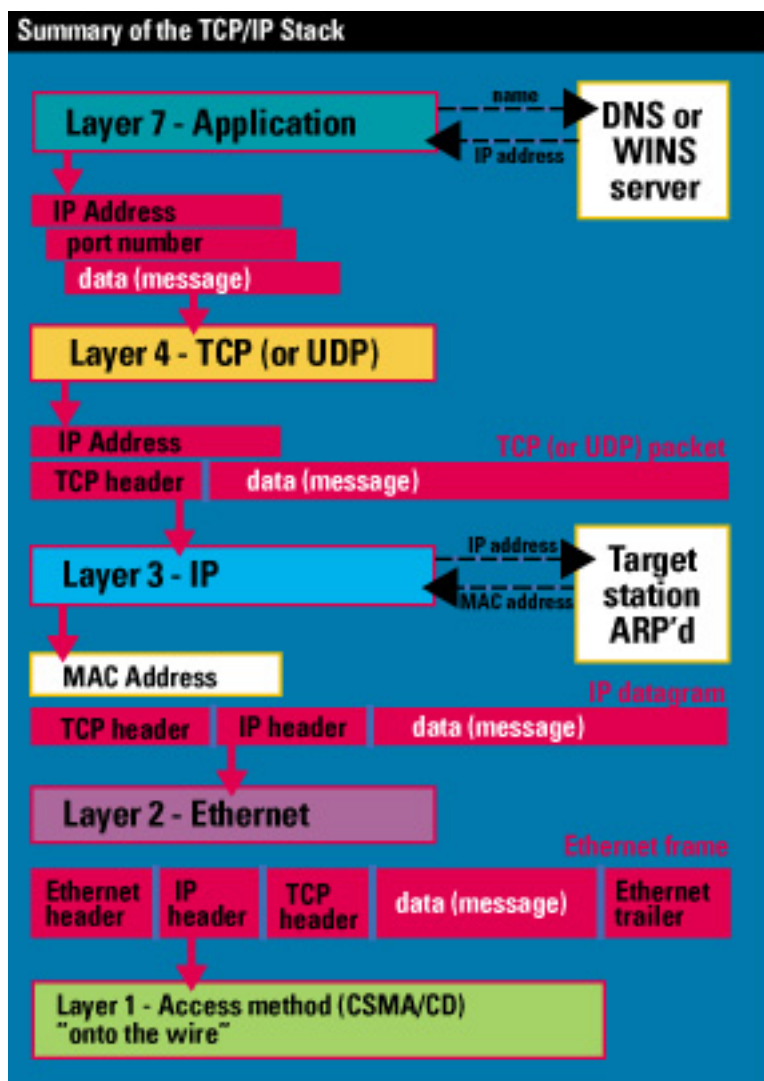 Summary of the TCP/IP Stack
Layer 7 - Application
name
IP address
DNS or
WINS
server
IP Address
port number
data (message)
Layer 4 - TCP (or UDP)
IP Address
TCP (or UDP) packet
TCP header
data (message)
Layer 3 - IP
IP address
MAC address
Target
station
ARP'd
MAC Address
IP datagram
TCP header
IP header
data (message)
Layer 2 - Ethernet
Ethernet frame
Ethernet
header
IP
header
TCP
header
data (message)
Ethernet
trailer
Layer 1 - Access method (CSMA/CD)
"onto the wire"